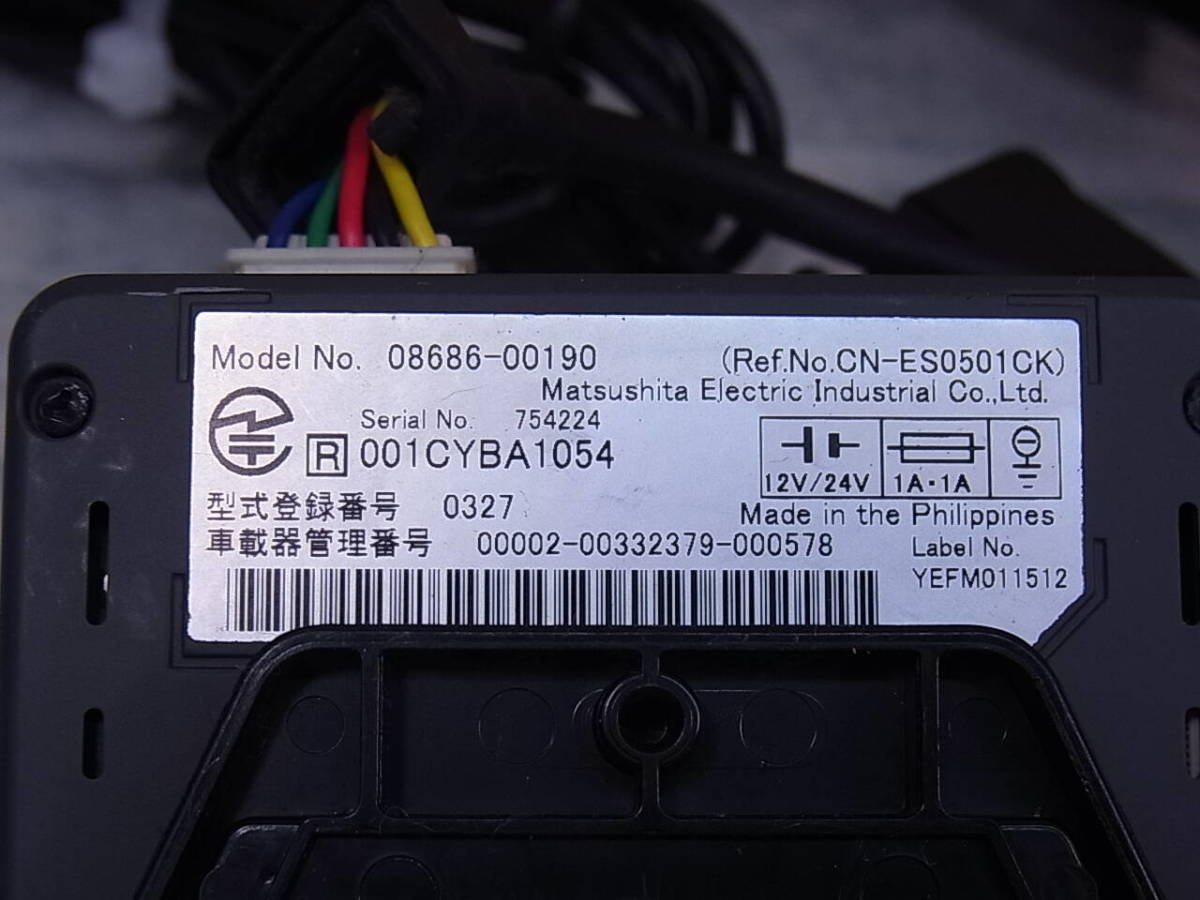 Model No. 08686-00190 (Ref.No.CN-ES0501CK)
Matsushita Electric Industrial Co.,Ltd.
Serial No. 754224
R 001CYBA1054
12V/24V 1A・1A
型式登録番号 0327
Made in the Philippines
車載器管理番号 00002-00332379-000578
Label No.
YEFM011512